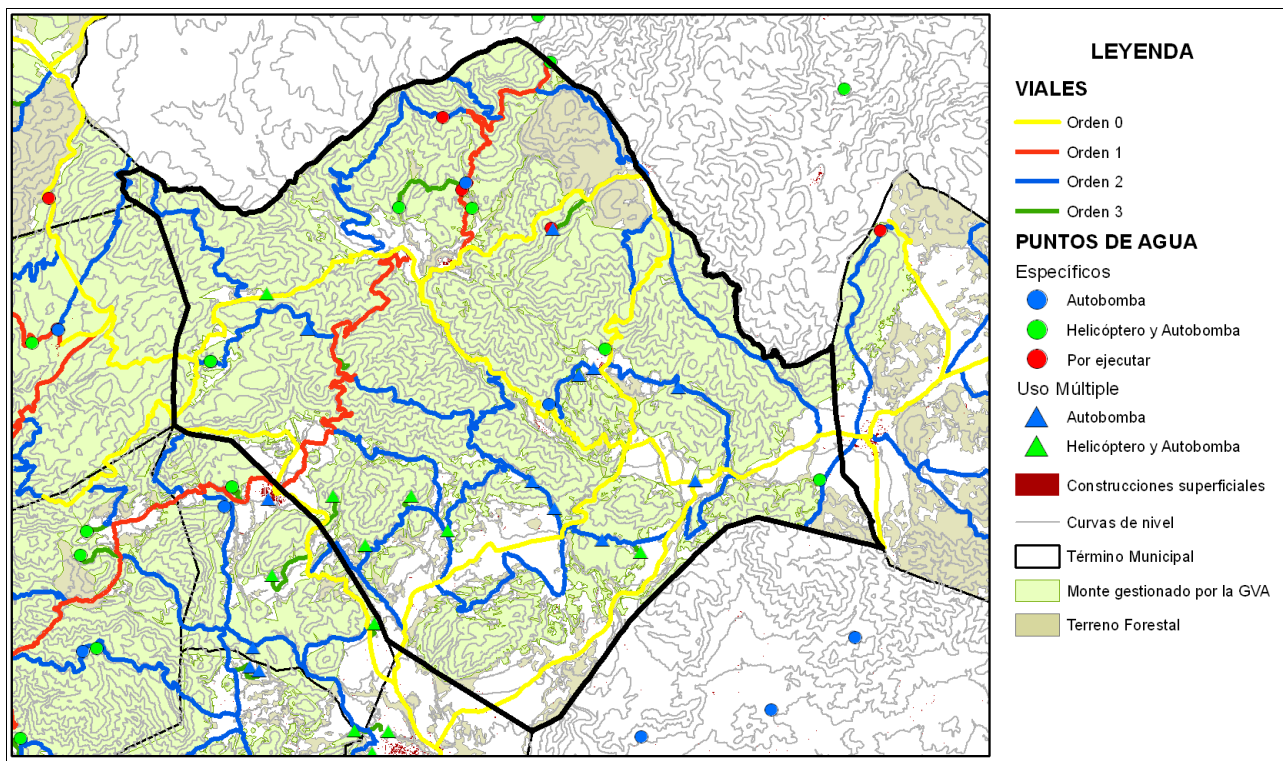 LEYENDA
VIALES
Orden 0
Orden 1
Orden 2
Orden 3
PUNTOS DE AGUA
Específicos
Autobomba
Helicóptero y Autobomba
Por ejecutar
Uso Múltiple
Autobomba
Helicóptero y Autobomba
Construcciones superficiales
Curvas de nivel
Término Municipal
Monte gestionado por la GVA
Terreno Forestal